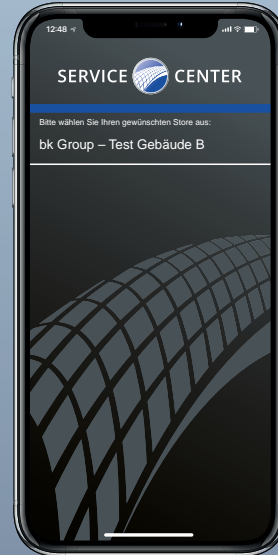 12:48
SERVICE CENTER
Bitte wählen Sie Ihren gewünschten Store aus:
bk Group – Test Gebäude B